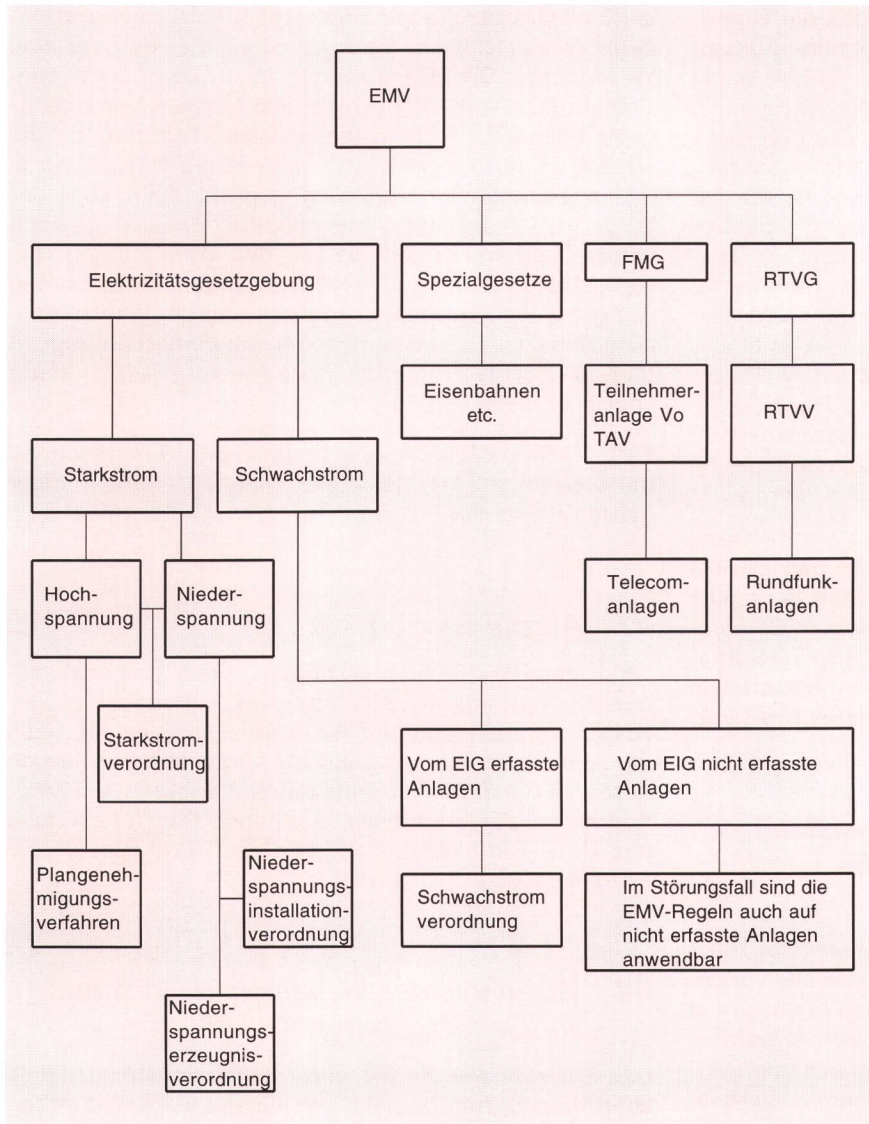 EMV
Elektrizitätsgesetzgebung
Spezialgesetze
FMG
RTVG
Eisenbahnen
etc.
Teilnehmer-
anlage Vo
TAV
RTVV
Starkstrom
Schwachstrom
Hoch-
spannung
Nieder-
spannung
Telecom-
anlagen
Rundfunk-
anlagen
Starkstrom-
verordnung
Vom EIG erfasste
Anlagen
Vom EIG nicht erfasste
Anlagen
Plangeneh-
migungs-
verfahren
Nieder-
spannungs-
installation-
verordnung
Schwachstrom
verordnung
Im Störungsfall sind die
EMV-Regeln auch auf
nicht erfasste Anlagen
anwendbar
Nieder-
spannungs-
erzeugnis-
verordnung